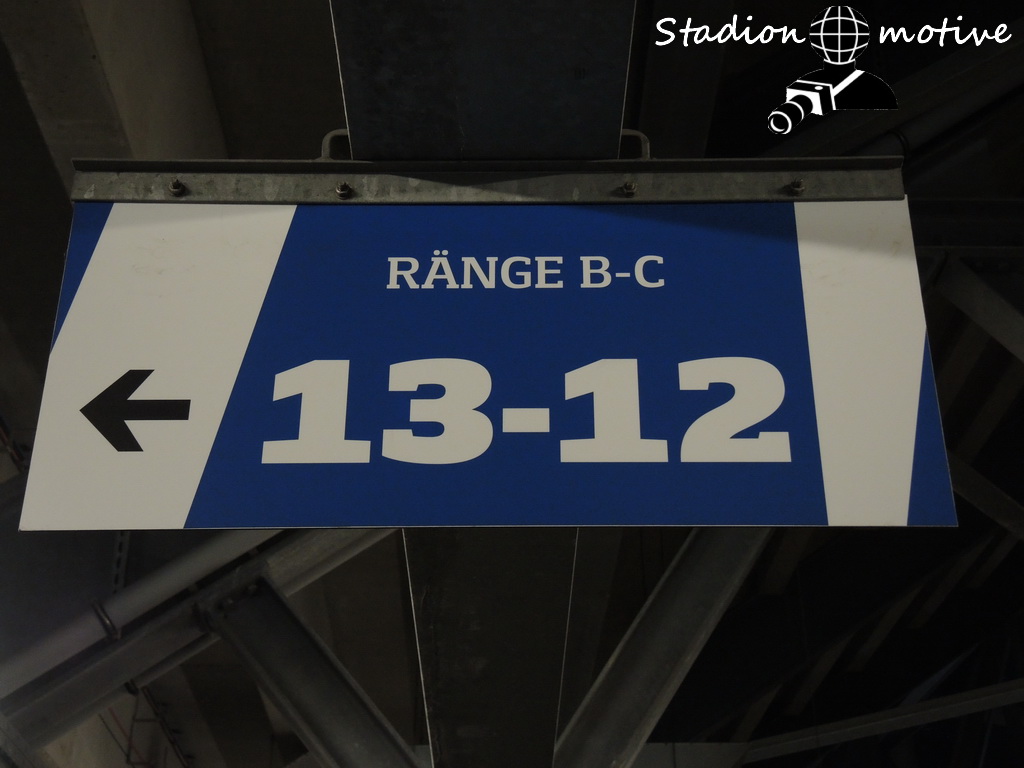 Stadion motive
RÄNGE B-C
13-12